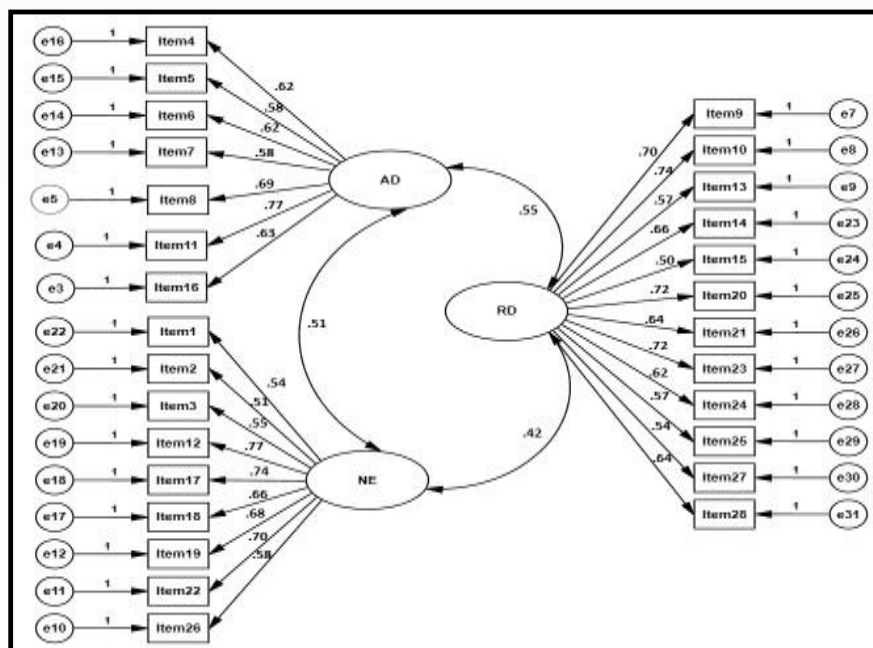 e16 1 Item4
e15 1 Item5
e14 1 Item6
e13 1 Item7
e5 1 Item8
e4 1 Item11
e3 1 Item16
.62
.58
.62
.58
.69
.77
.63
AD
e22 1 Item1
e21 1 Item2
e20 1 Item3
e19 1 Item12
e18 1 Item17
e17 1 Item18
e12 1 Item19
e11 1 Item22
e10 1 Item26
.54
.51
.55
.77
.74
.66
.68
.70
.58
NE
.51
.55
.42
RD
.70
.74
.57
.66
.50
.72
.64
.72
.62
.57
.54
.64
Item9 1 e7
Item10 1 e8
Item13 1 e9
Item14 1 e23
Item15 1 e24
Item20 1 e25
Item21 1 e26
Item23 1 e27
Item24 1 e28
Item25 1 e29
Item27 1 e30
Item28 1 e31